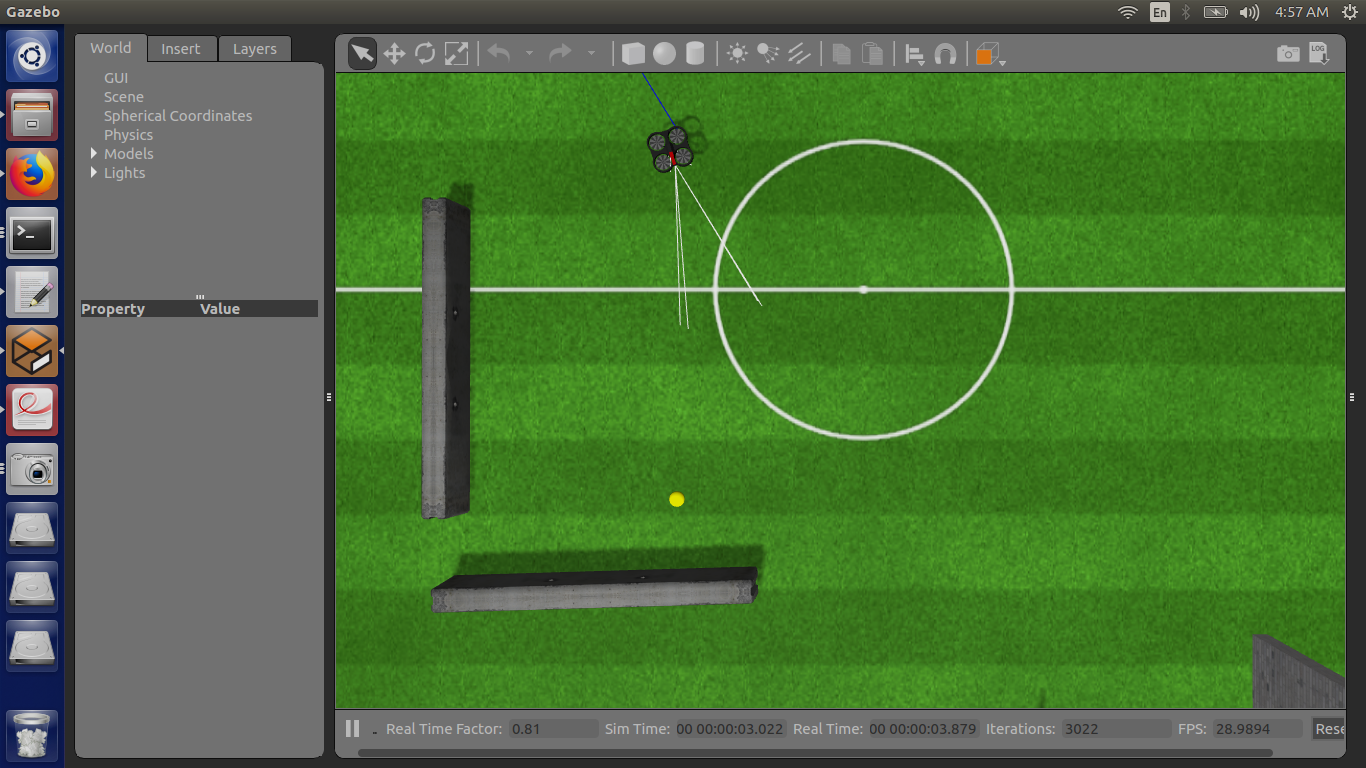 Gazebo
En
4:57 AM
World Insert Layers
LOG
GUI
Scene
Spherical Coordinates
Physics
Models
Lights
Property Value
Real Time Factor: 0.81 Sim Time: 00 00:00:03.022 Real Time: 00 00:00:03.879 Iterations: 3022 FPS: 28.9894 Rese